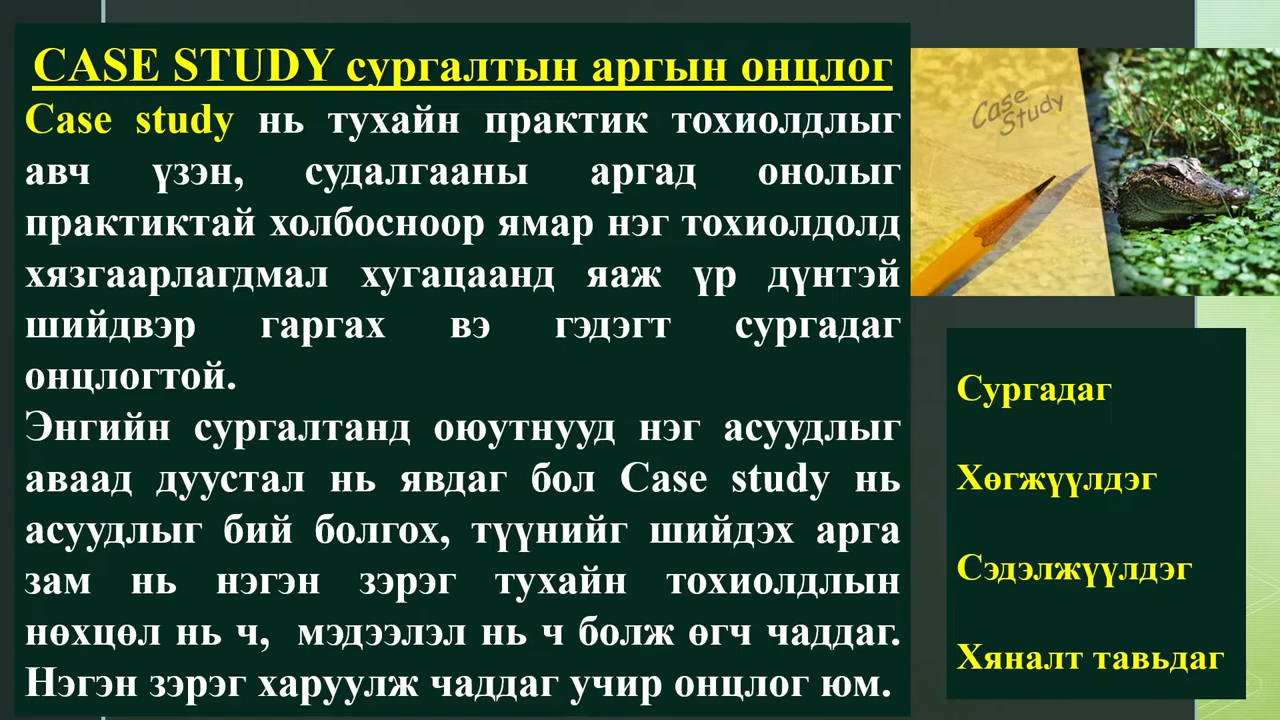 CASE STUDY сургалтын аргын онцлог
Case study нь тухайн практик тохиолдлыг
авч үзэн, судалгааны аргад онолыг
практиктай холбосноор ямар нэг тохиолдолд
хязгаарлагдмал хугацаанд яаж үр дүнтэй
шийдвэр гаргах вэ гэдэгт сургадаг
онцлогтой.
Энгийн сургалтанд оюутнууд нэг асуудлыг
аваад дуустал нь явдаг бол Case study нь
асуудлыг бий болгох, түүнийг шийдэх арга
зам нь нэгэн зэрэг тухайн тохиолдлын
нөхцөл нь ч, мэдээлэл нь ч болж өгч чаддаг.
Нэгэн зэрэг харуулж чаддаг учир онцлог юм.
Case
Study
Сургадаг
Хөгжүүлдэг
Сэдэлжүүлдэг
Хяналт тавьдаг